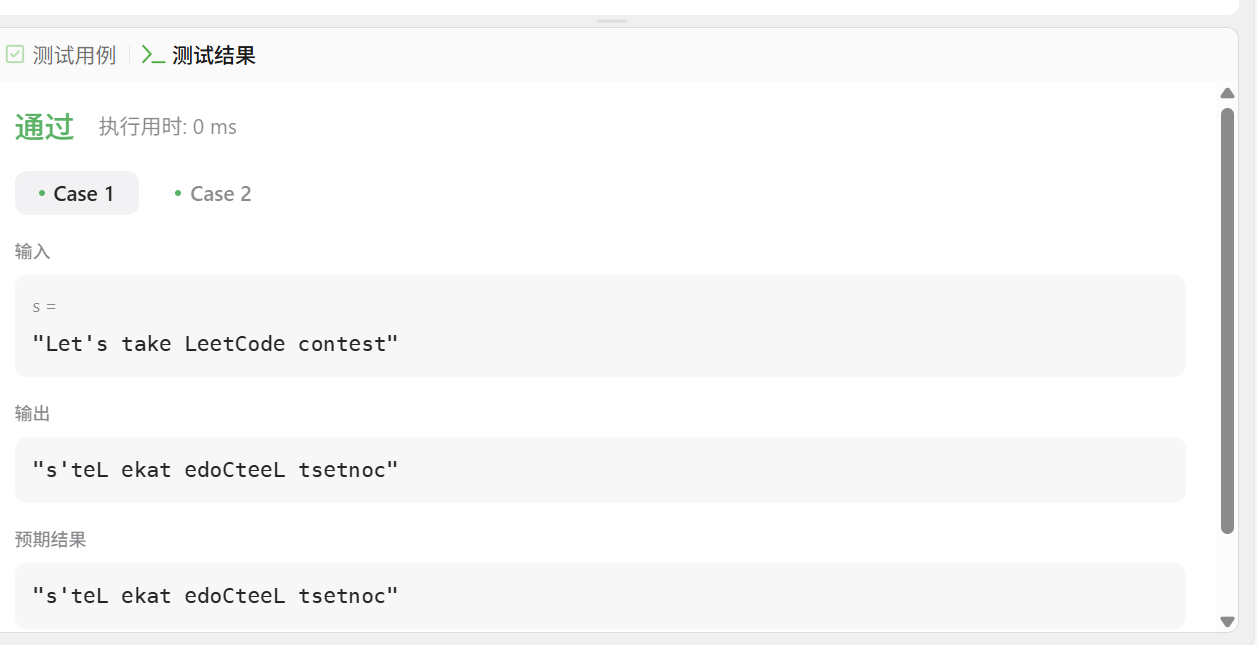 测试用例 测试结果
通过 执行用时: 0 ms
Case 1 Case 2
输入
s =
"Let's take LeetCode contest"
输出
"s'teL ekat edoCteeL tsetnoc"
预期结果
"s'teL ekat edoCteeL tsetnoc"